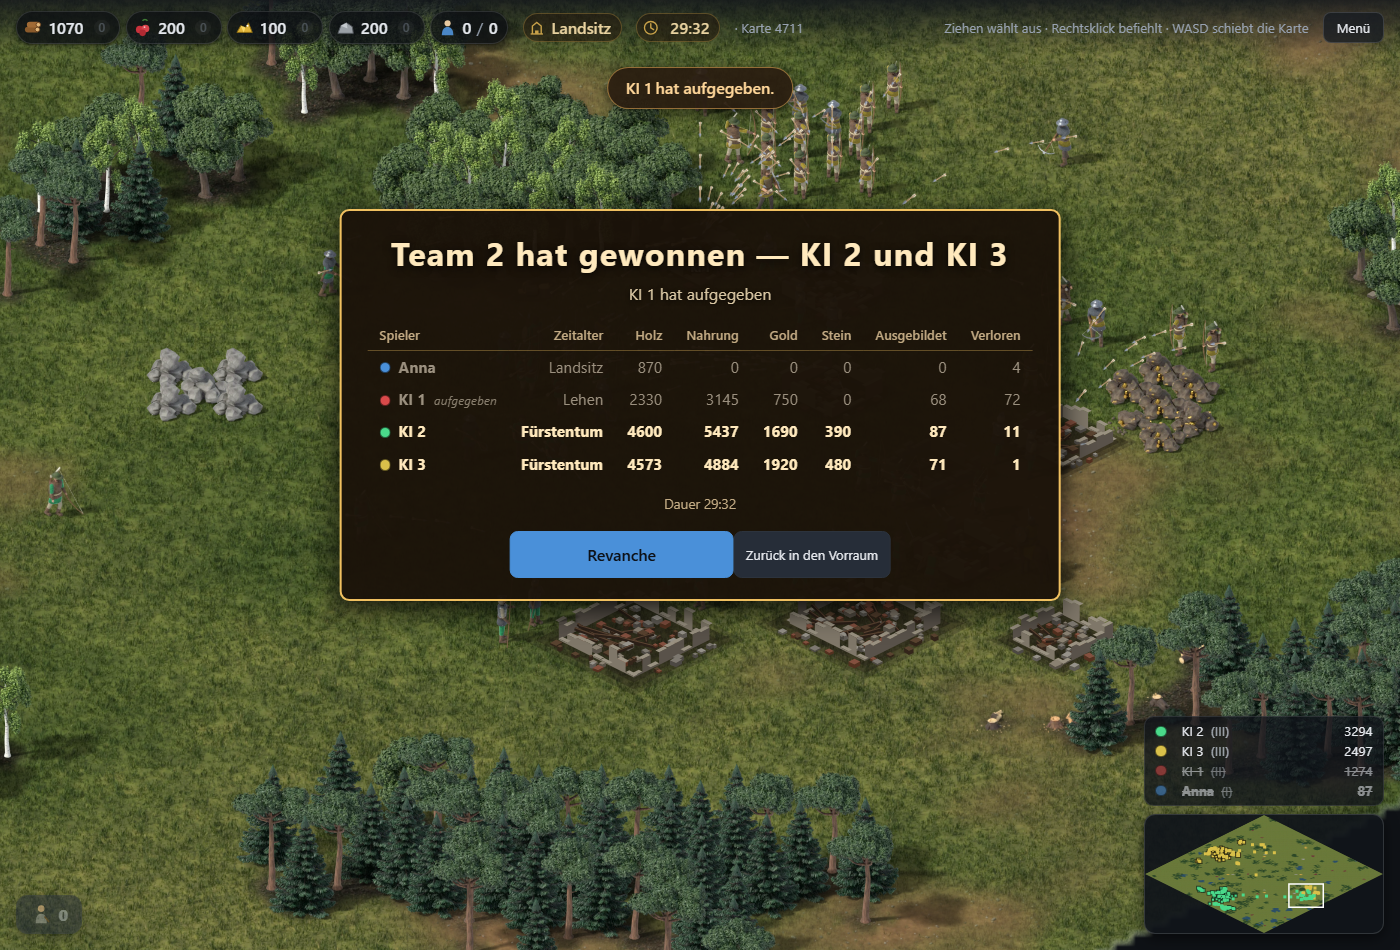 1070 0 200 0 100 0 200 0 0 / 0 Landsitz 29:32 · Karte 4711 Ziehen wählt aus · Rechtsklick befiehlt · WASD schiebt die Karte Menü
KI 1 hat aufgegeben.
Team 2 hat gewonnen — KI 2 und KI 3
KI 1 hat aufgegeben
Spieler Zeitalter Holz Nahrung Gold Stein Ausgebildet Verloren
Anna Landsitz 870 0 0 0 0 4
KI 1 aufgegeben Lehen 2330 3145 750 0 68 72
KI 2 Fürstentum 4600 5437 1690 390 87 11
KI 3 Fürstentum 4573 4884 1920 480 71 1
Dauer 29:32
Revanche Zurück in den Vorraum
KI 2 (III) 3294
KI 3 (III) 2497
KI 1 (II) 1274
Anna (I) 87
0